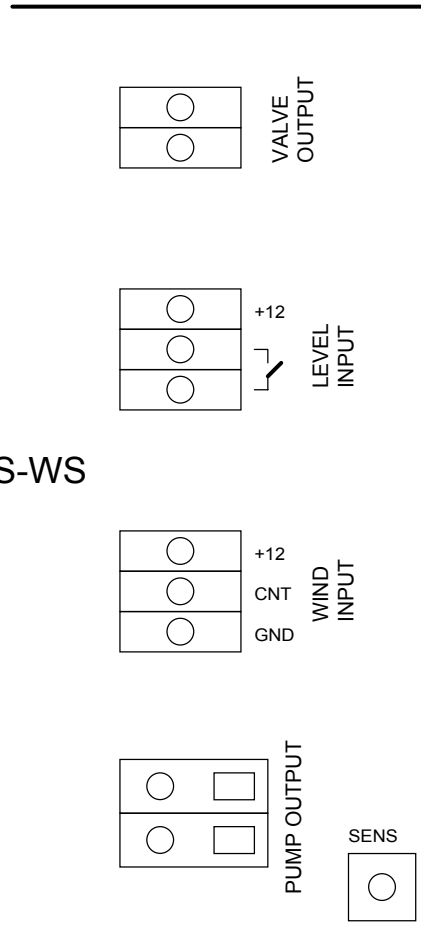 VALVE
OUTPUT
+12
LEVEL
INPUT
S-WS
+12
CNT
GND
WIND
INPUT
PUMP OUTPUT
SENS